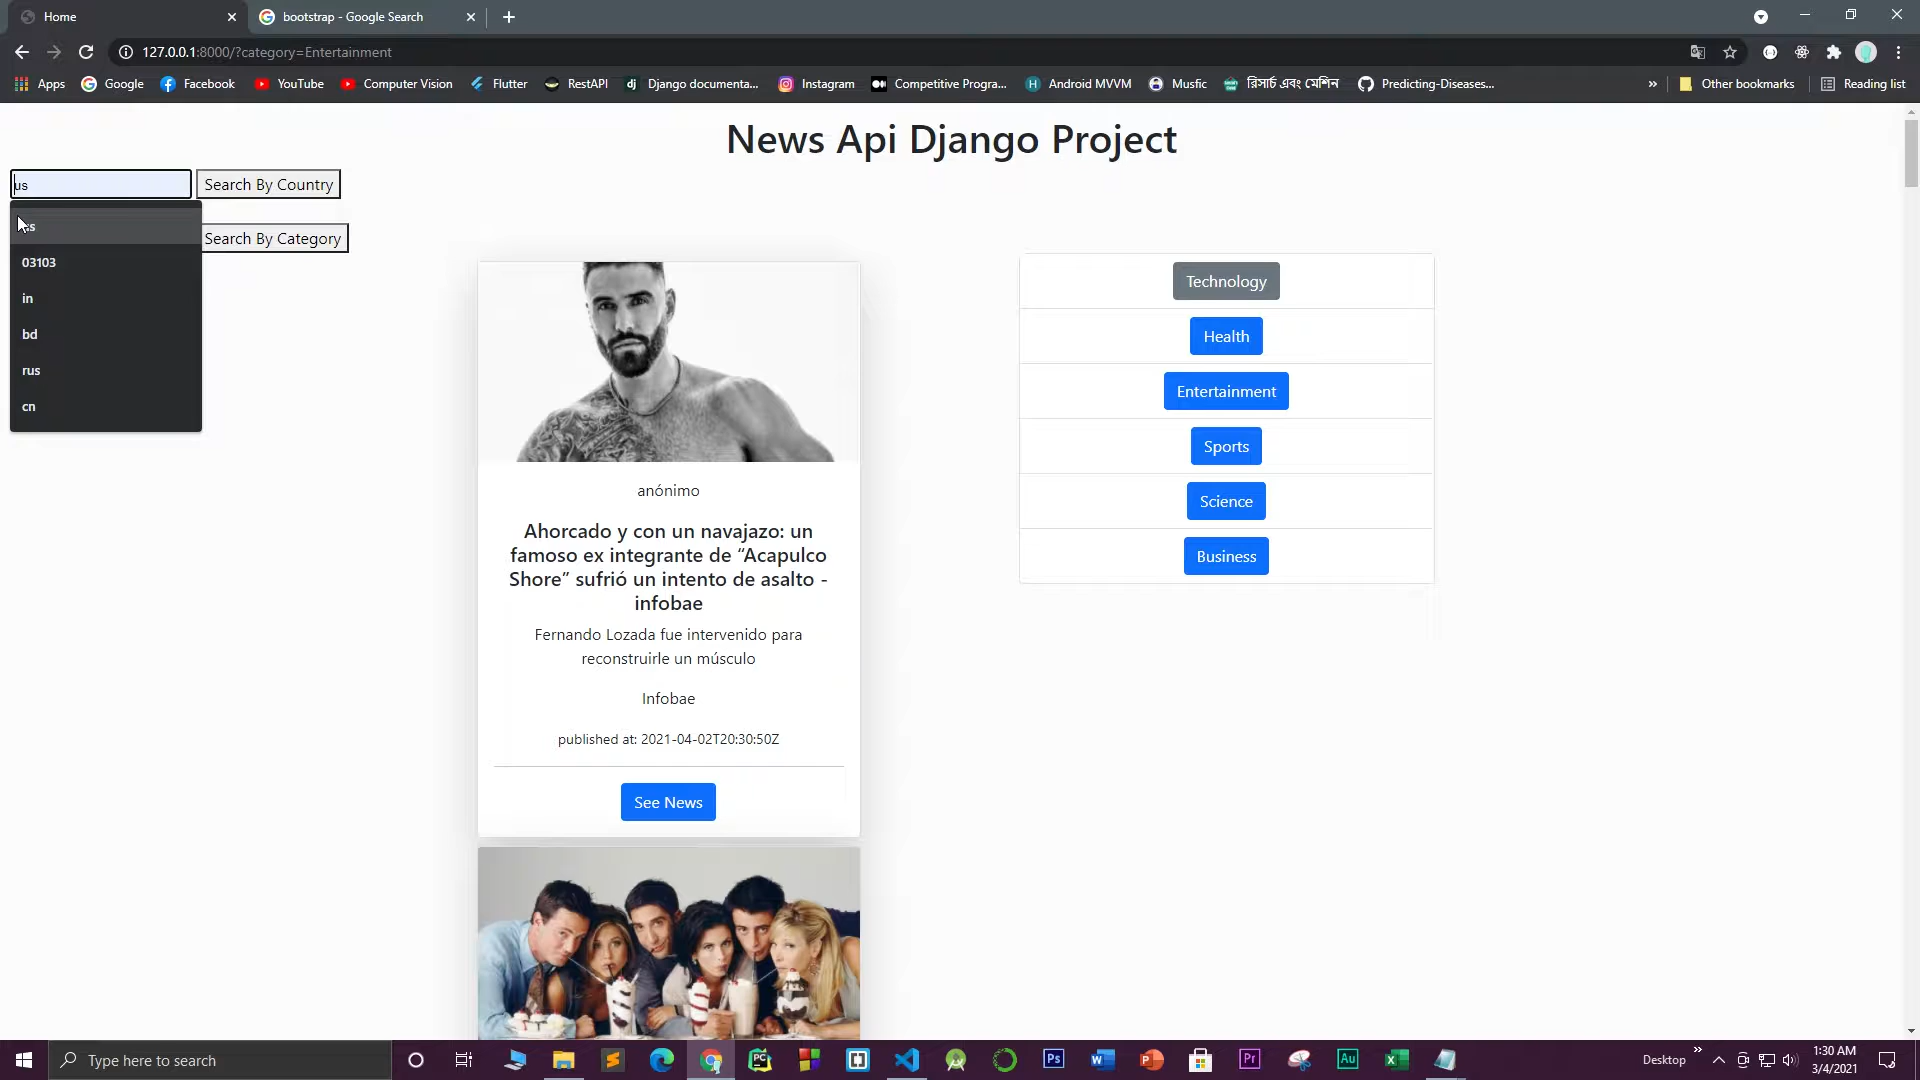 Home
bootstrap - Google Search
127.0.0.1:8000/?category=Entertainment
Apps
Google
Facebook
YouTube
Computer Vision
Flutter
RestAPI
dj
Django documenta...
Instagram
Competitive Progra...
H
Android MVVM
Musfic
রিসার্চ এবং মেশিন
Predicting-Diseases...
Other bookmarks
Reading list
News Api Django Project
us
Search By Country
Search By Category
03103
in
bd
rus
cn
anónimo
Ahorcado y con un navajazo: un
famoso ex integrante de “Acapulco
Shore” sufrió un intento de asalto -
infobae
Fernando Lozada fue intervenido para
reconstruirle un músculo
Infobae
published at: 2021-04-02T20:30:50Z
See News
Technology
Health
Entertainment
Sports
Science
Business
Type here to search
PC
Ps
W
P
Pr
Au
X
Desktop
1:30 AM
3/4/2021